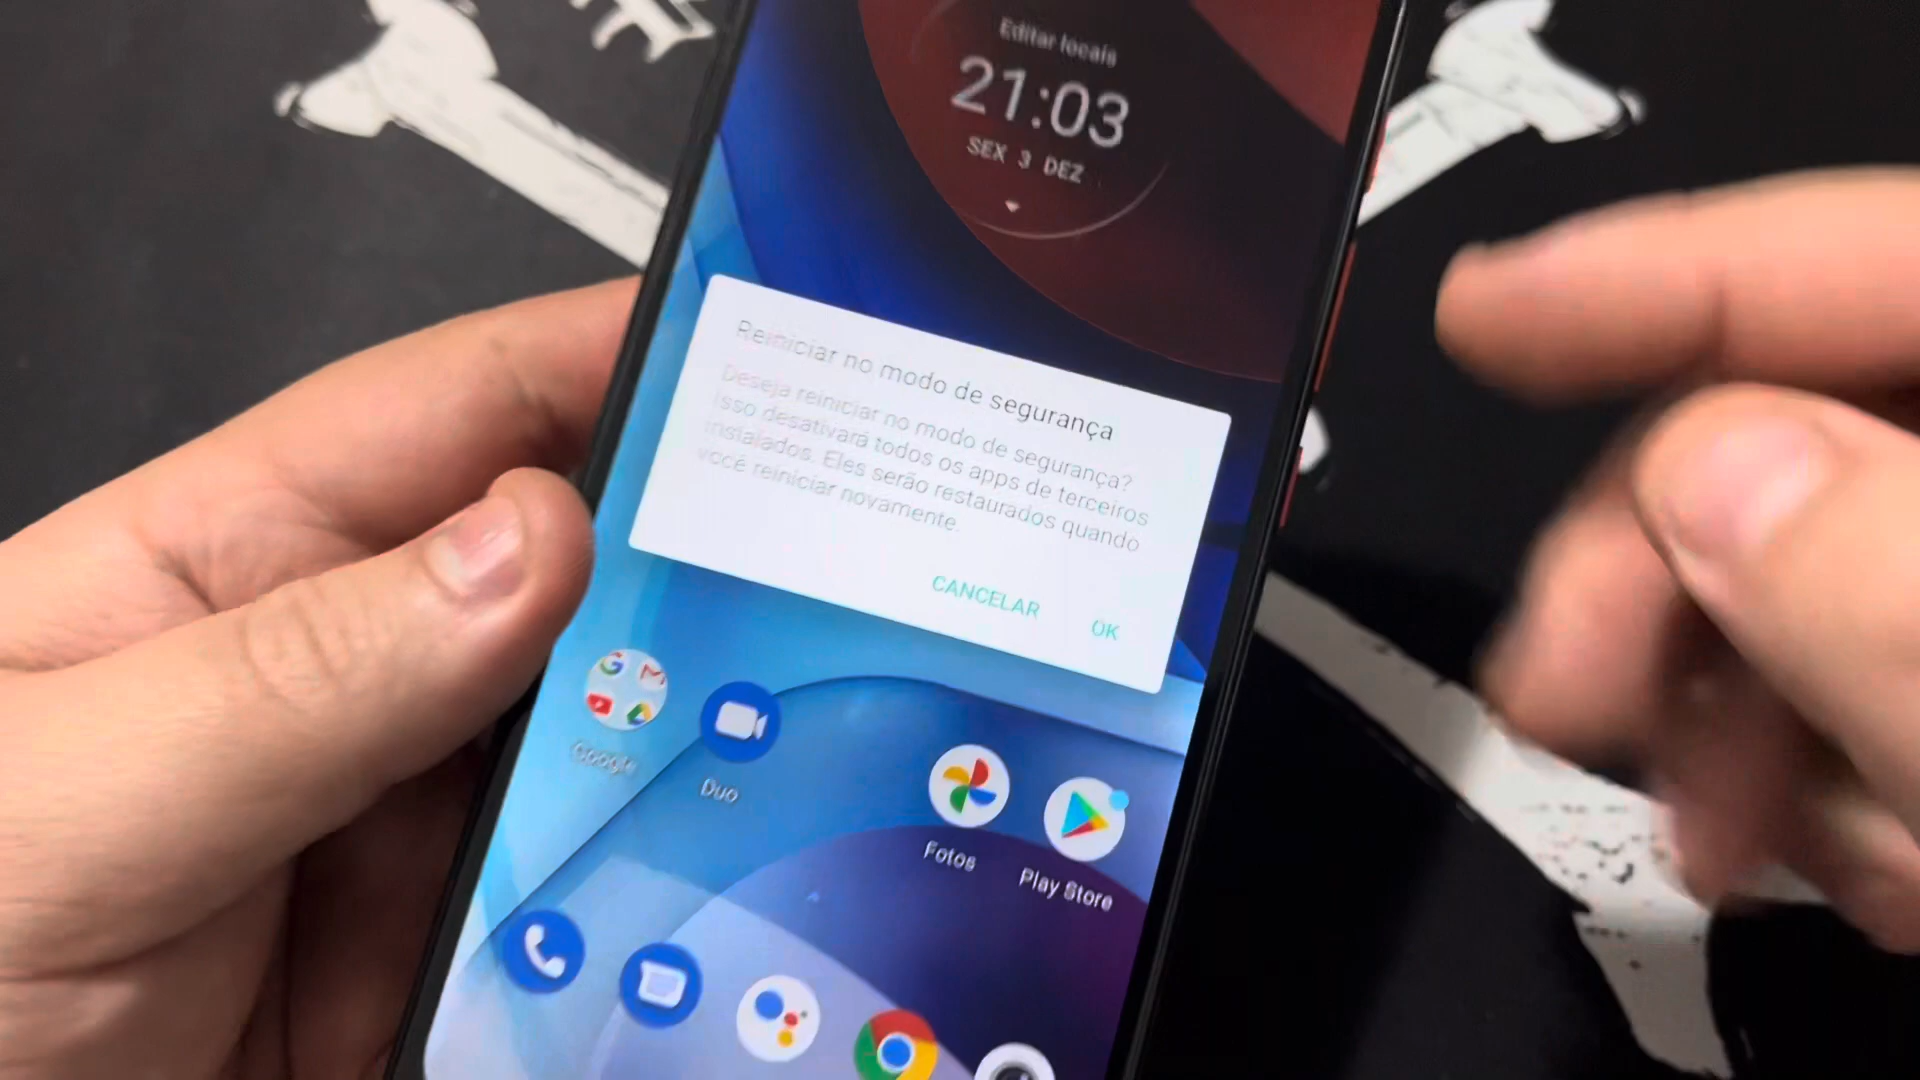 Editar locais
21:03
SEX 3 DEZ
Reiniciar no modo de segurança
Deseja reiniciar no modo de segurança?
Isso desativará todos os apps de terceiros
instalados. Eles serão restaurados quando
você reiniciar novamente.
CANCELAR
OK
Google
Duo
Fotos
Play Store